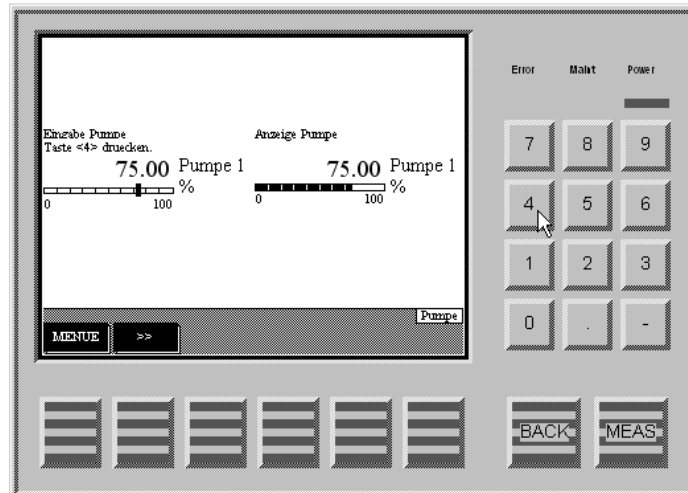 Error Maint Power
Eingabe Pumpe
Taste <4> druecken.
75.00 Pumpe 1
%
0 100
Anzeige Pumpe
75.00 Pumpe 1
%
0 100
Pumpe
MENUE >>
7 8 9
4 5 6
1 2 3
0 . -
BACK MEAS